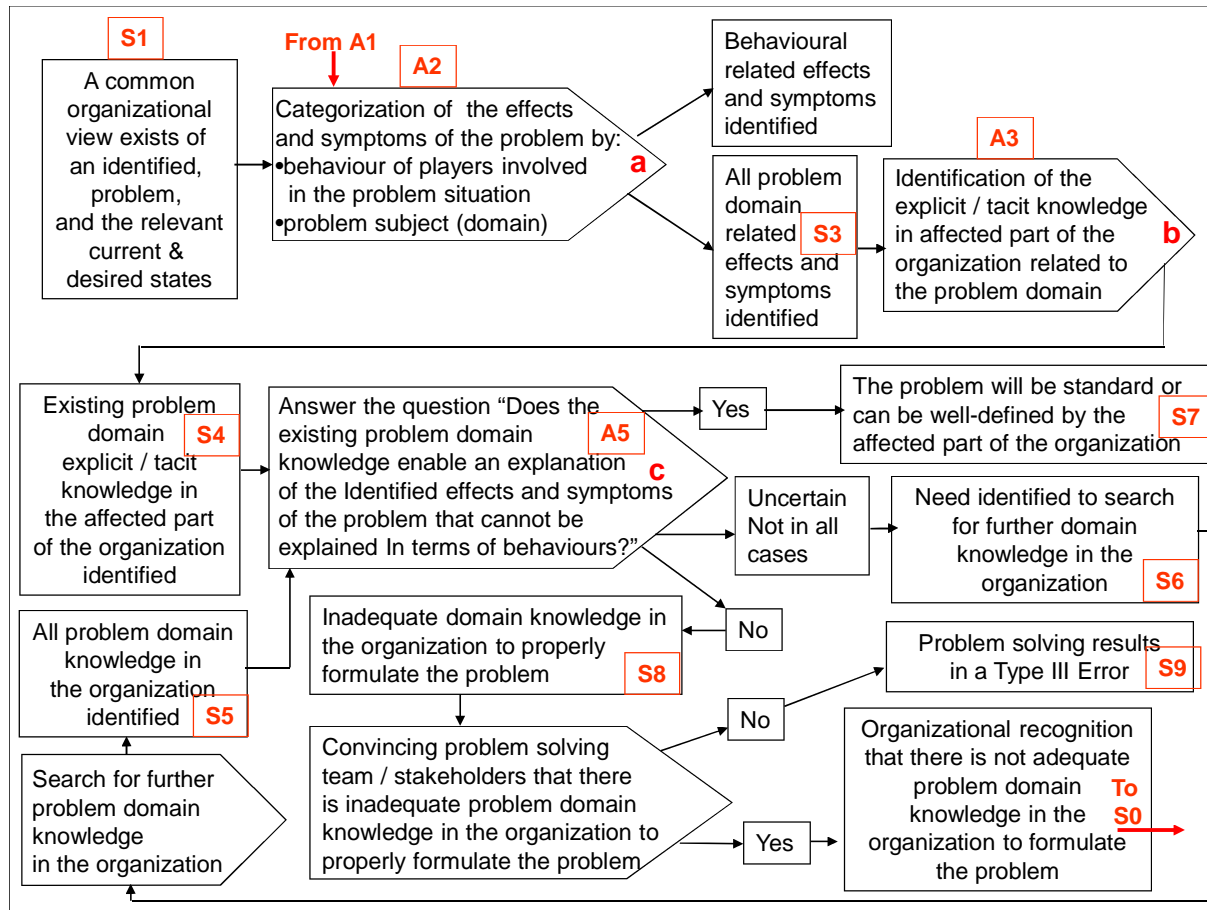 S1
A common
organizational
view exists of
an identified,
problem,
and the relevant
current &
desired states
From A1
A2
Categorization of the effects
and symptoms of the problem by:
•behaviour of players involved
in the problem situation
•problem subject (domain)
a
Behavioural
related effects
and symptoms
identified
All problem
domain
related
effects and
symptoms
identified
S3
A3
Identification of the
explicit / tacit knowledge
in affected part of the
organization related to
the problem domain
b
Existing problem
domain
explicit / tacit
knowledge in
the affected part
of the organization
identified
S4
Answer the question “Does the
existing problem domain
knowledge enable an explanation
of the Identified effects and symptoms
of the problem that cannot be
explained In terms of behaviours?”
A5
c
Yes
The problem will be standard or
can be well-defined by the
affected part of the organization
S7
Uncertain
Not in all
cases
Need identified to search
for further domain
knowledge in the
organization
S6
No
Inadequate domain knowledge in
the organization to properly
formulate the problem
S8
All problem domain
knowledge in
the organization
identified
S5
Problem solving results
in a Type III Error
S9
No
Search for further
problem domain
knowledge
in the organization
Convincing problem solving
team / stakeholders that there
is inadequate problem domain
knowledge in the organization to
properly formulate the problem
Yes
Organizational recognition
that there is not adequate
problem domain
knowledge in the
organization to formulate
the problem
To
S0